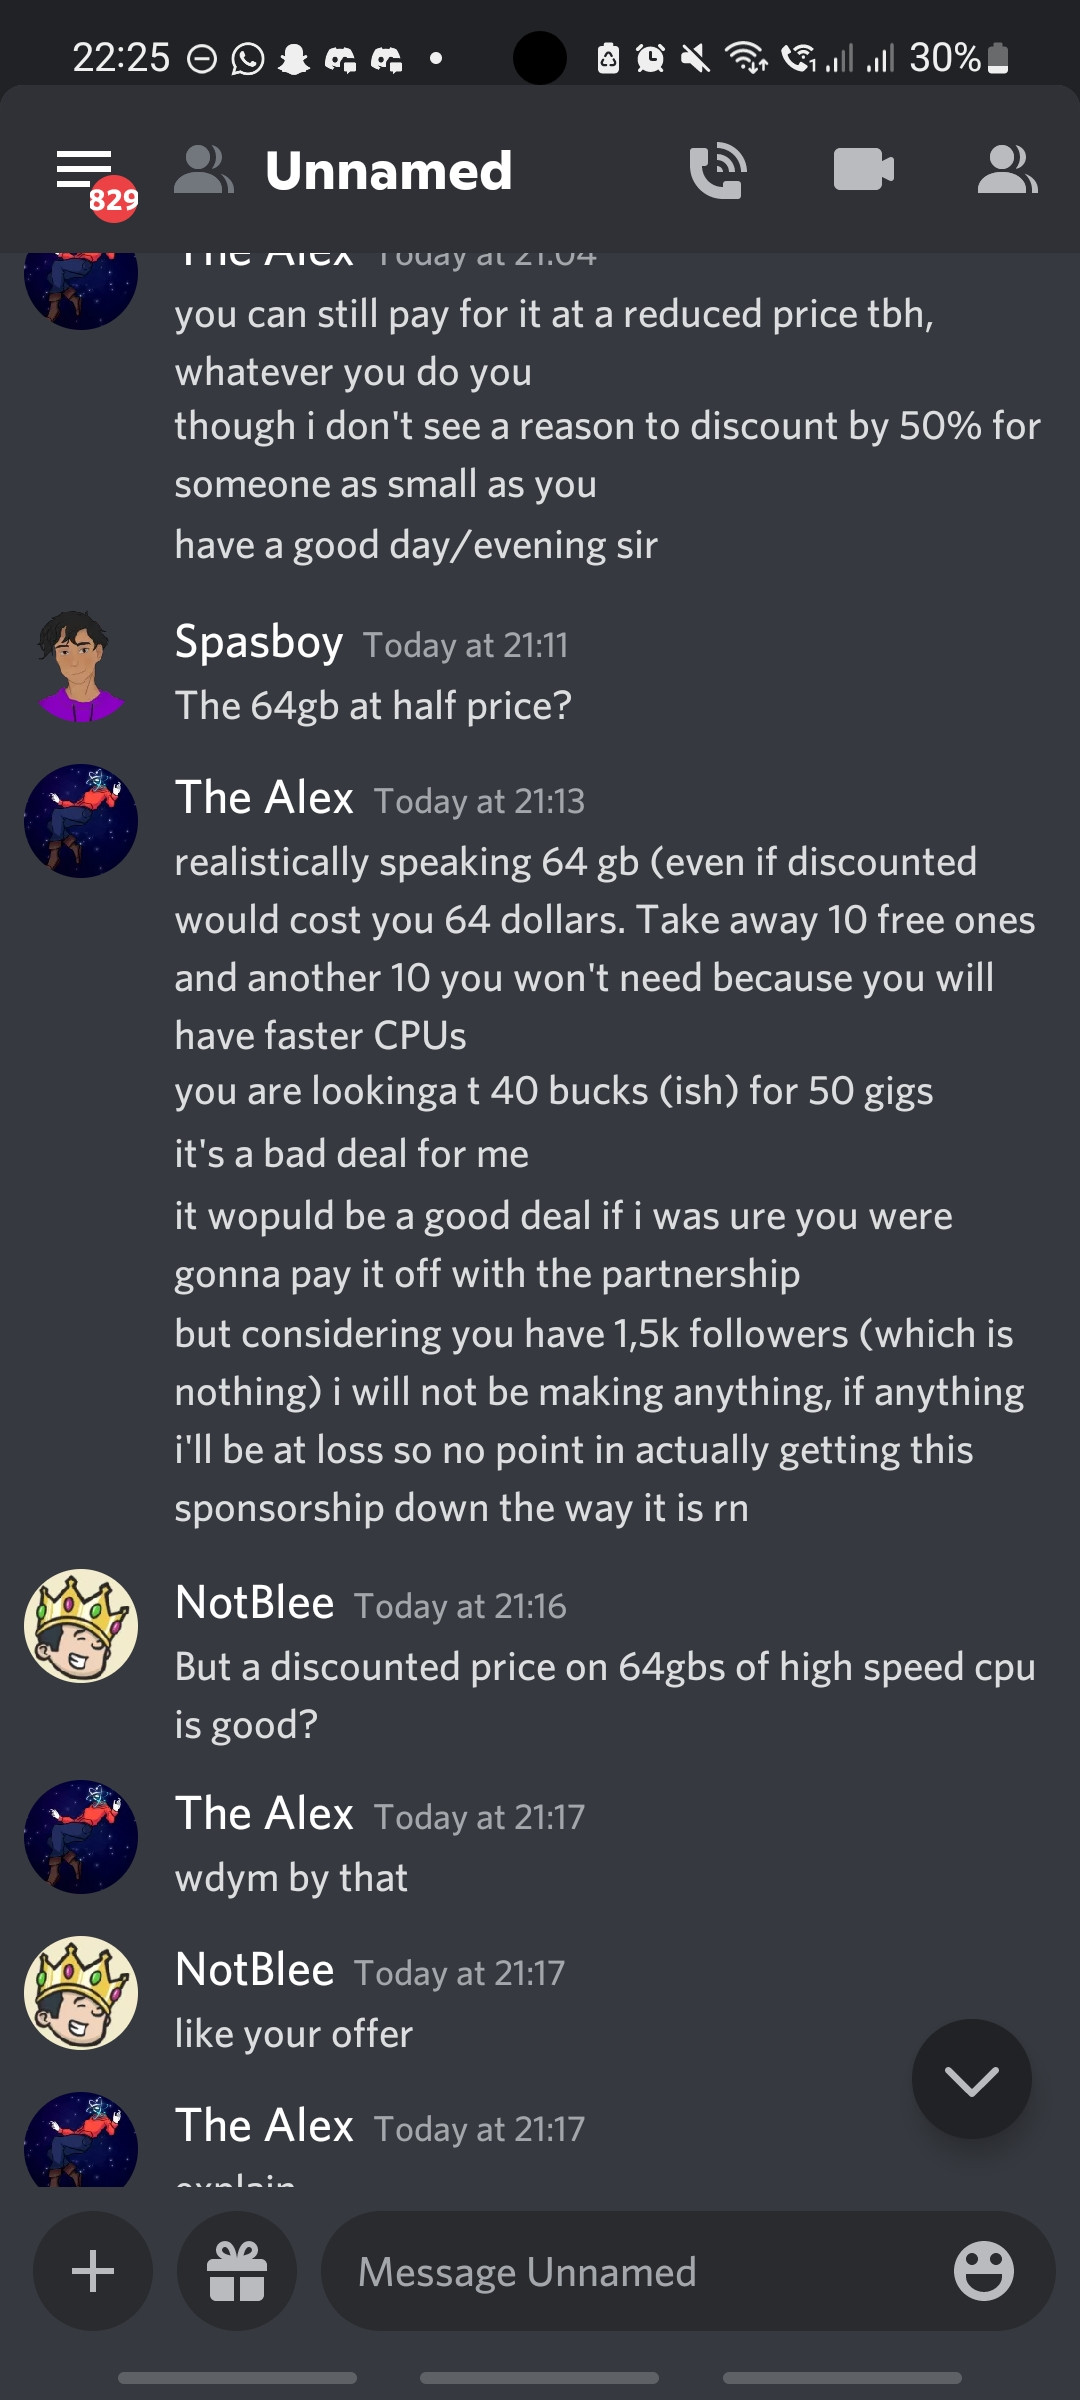 22:25
30%
829
Unnamed
The Alex Today at 21:04
you can still pay for it at a reduced price tbh,
whatever you do you
though i don't see a reason to discount by 50% for
someone as small as you
have a good day/evening sir
Spasboy Today at 21:11
The 64gb at half price?
The Alex Today at 21:13
realistically speaking 64 gb (even if discounted
would cost you 64 dollars. Take away 10 free ones
and another 10 you won't need because you will
have faster CPUs
you are lookinga t 40 bucks (ish) for 50 gigs
it's a bad deal for me
it wopuld be a good deal if i was ure you were
gonna pay it off with the partnership
but considering you have 1,5k followers (which is
nothing) i will not be making anything, if anything
i'll be at loss so no point in actually getting this
sponsorship down the way it is rn
NotBlee Today at 21:16
But a discounted price on 64gbs of high speed cpu
is good?
The Alex Today at 21:17
wdym by that
NotBlee Today at 21:17
like your offer
The Alex Today at 21:17
explain
Message Unnamed